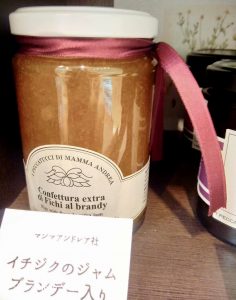 I PASTICCI DI MAMMA ANDREA
Confettura extra
di Fichi al brandy
マンマアンドレア社
イチジクのジャム
ブランデー入り